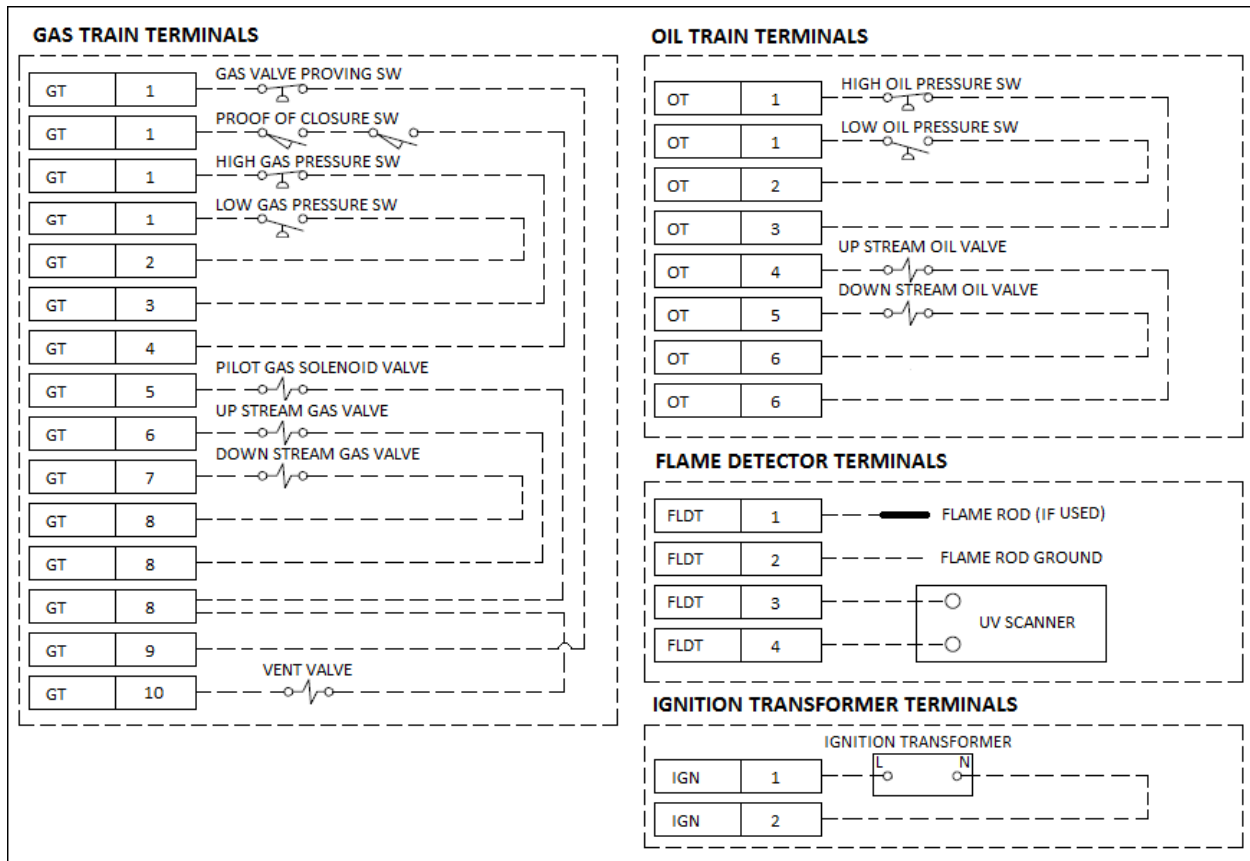 GAS TRAIN TERMINALS
GT 1 GAS VALVE PROVING SW
GT 1 PROOF OF CLOSURE SW
GT 1 HIGH GAS PRESSURE SW
GT 1 LOW GAS PRESSURE SW
GT 2
GT 3
GT 4
GT 5 PILOT GAS SOLENOID VALVE
GT 6 UP STREAM GAS VALVE
GT 7 DOWN STREAM GAS VALVE
GT 8
GT 8
GT 8
GT 9
GT 10 VENT VALVE
OIL TRAIN TERMINALS
OT 1 HIGH OIL PRESSURE SW
OT 1 LOW OIL PRESSURE SW
OT 2
OT 3
OT 4 UP STREAM OIL VALVE
OT 5 DOWN STREAM OIL VALVE
OT 6
OT 6
FLAME DETECTOR TERMINALS
FLDT 1 FLAME ROD (IF USED)
FLDT 2 FLAME ROD GROUND
FLDT 3
UV SCANNER
FLDT 4
IGNITION TRANSFORMER TERMINALS
IGNITION TRANSFORMER
L N
IGN 1
IGN 2